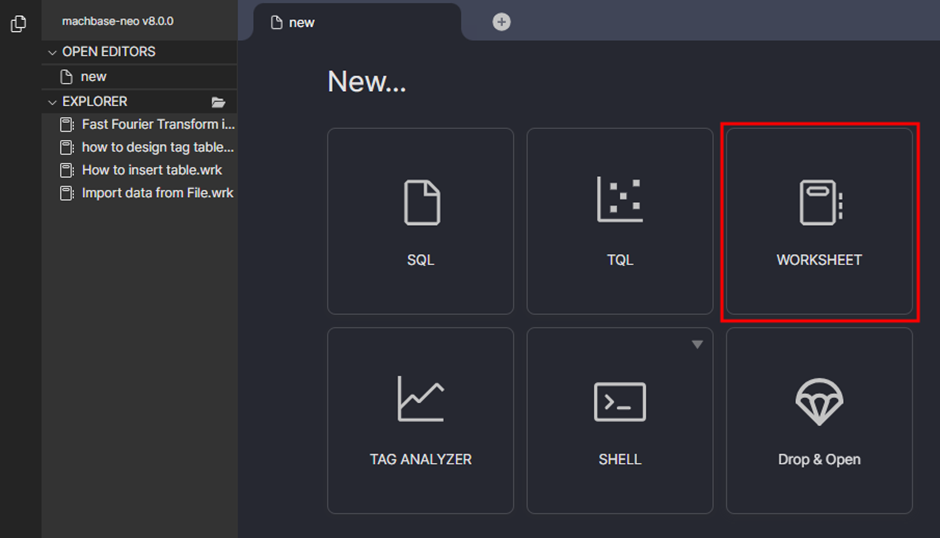 machbase-neo v8.0.0
OPEN EDITORS
new
EXPLORER
Fast Fourier Transform i...
how to design tag table...
How to insert table.wrk
Import data from File.wrk
new
New...
SQL
TQL
WORKSHEET
TAG ANALYZER
SHELL
Drop & Open